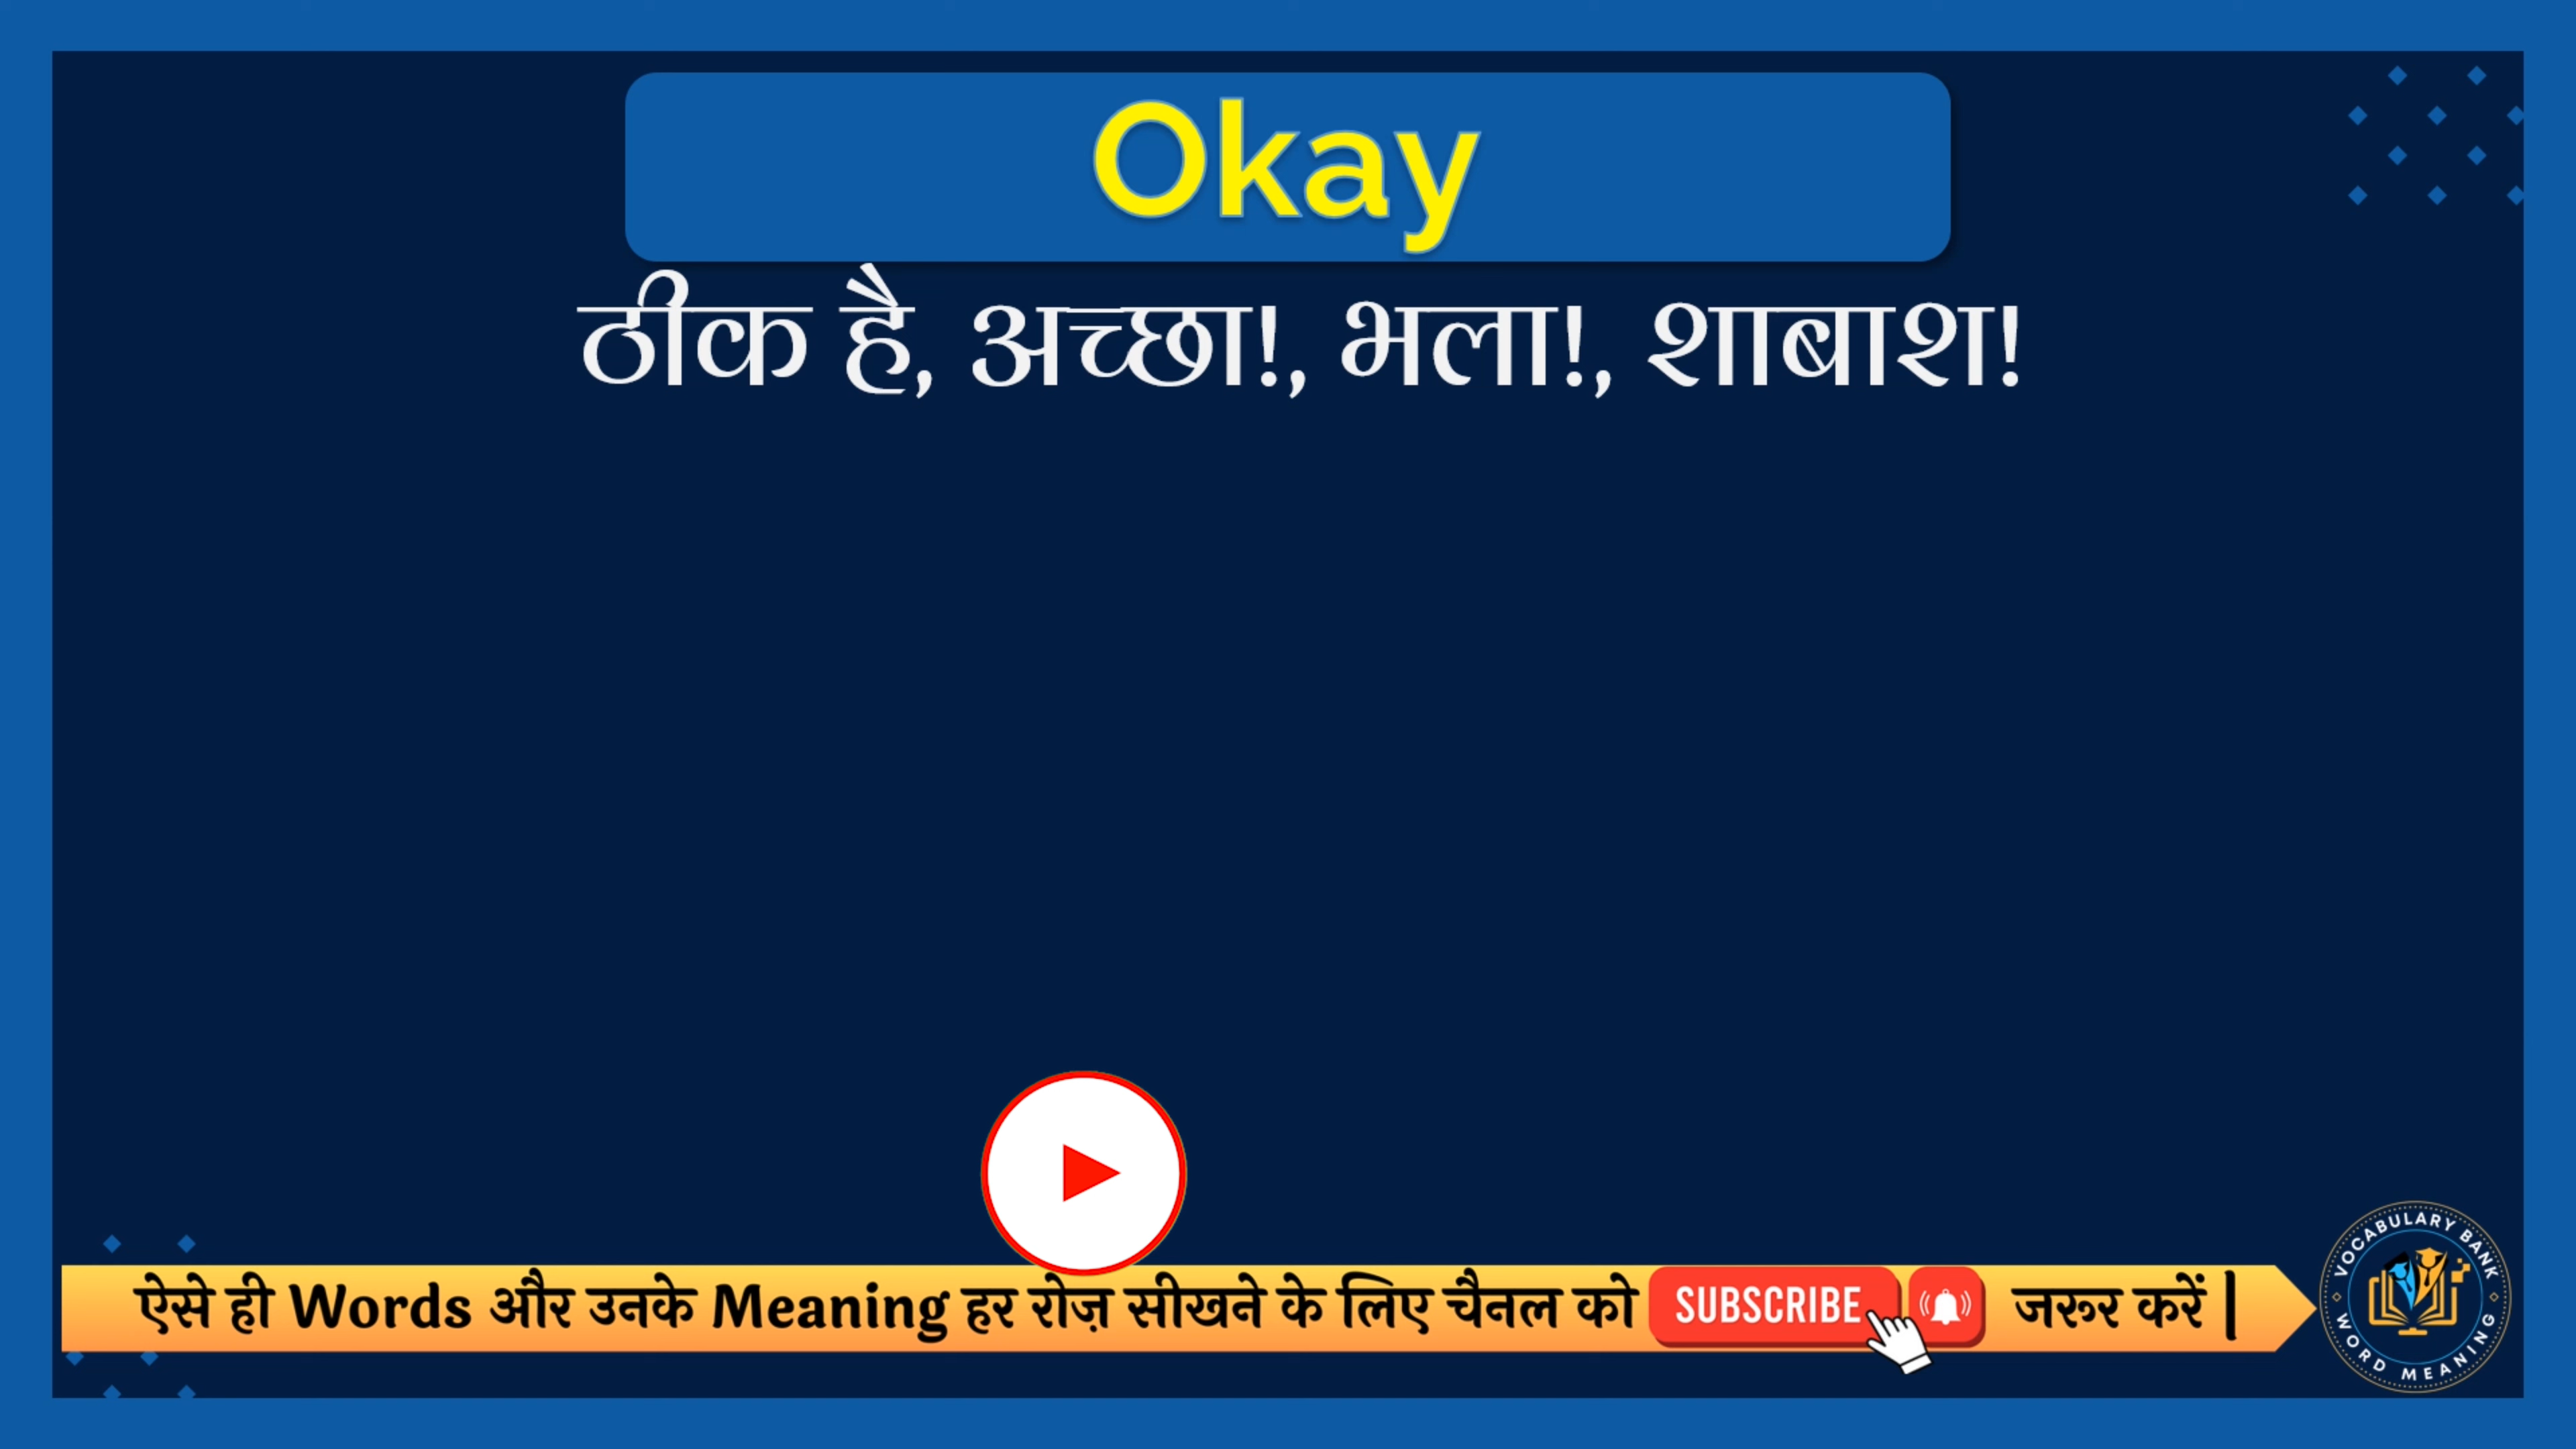 Okay
ठीक है, अच्छा!, भला!, शाबाश!
ऐसे ही Words और उनके Meaning हर रोज़ सीखने के लिए चैनल को SUBSCRIBE जरूर करें |
VOCABULARY BANK
WORD MEANING